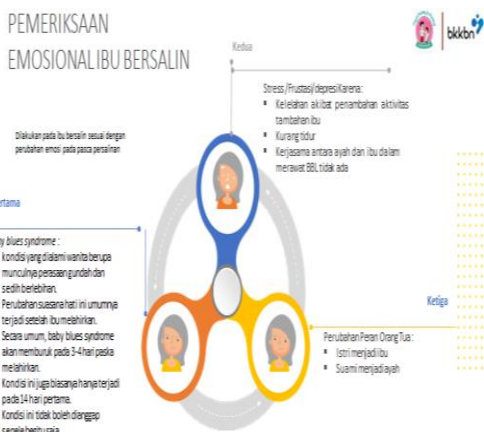 PEMERIKSAAN
EMOSIONAL IBU BERSALIN
bkkbn
Dilakukan pada ibu bersalin sesuai dengan
perubahan emosi pada pasca persalinan
rtama
y blues syndrome :
kondisi yang dialami wanita berupa
munculnya perasaan gundah dan
sedih berlebihan.
Perubahan suasana hati ini umumnya
terjadi setelah ibu melahirkan.
Secara umum, baby blues syndrome
akan memburuk pada 3-4 hari paska
melahirkan.
Kondisi ini juga biasanya hanya terjadi
pada 14 hari pertama.
Kondisi ini tidak boleh dianggap
sepele begitu saja.
Kedua
Stress /Frustasi/depresi Karena :
▪ Kelelahan akibat penambahan aktivitas
tambahan ibu
▪ Kurang tidur
▪ Kerjasama antara ayah dan ibu dalam
merawat BBL tidak ada
Ketiga
Perubahan Peran Orang Tua :
▪ Istri menjadi ibu
▪ Suami menjadi ayah